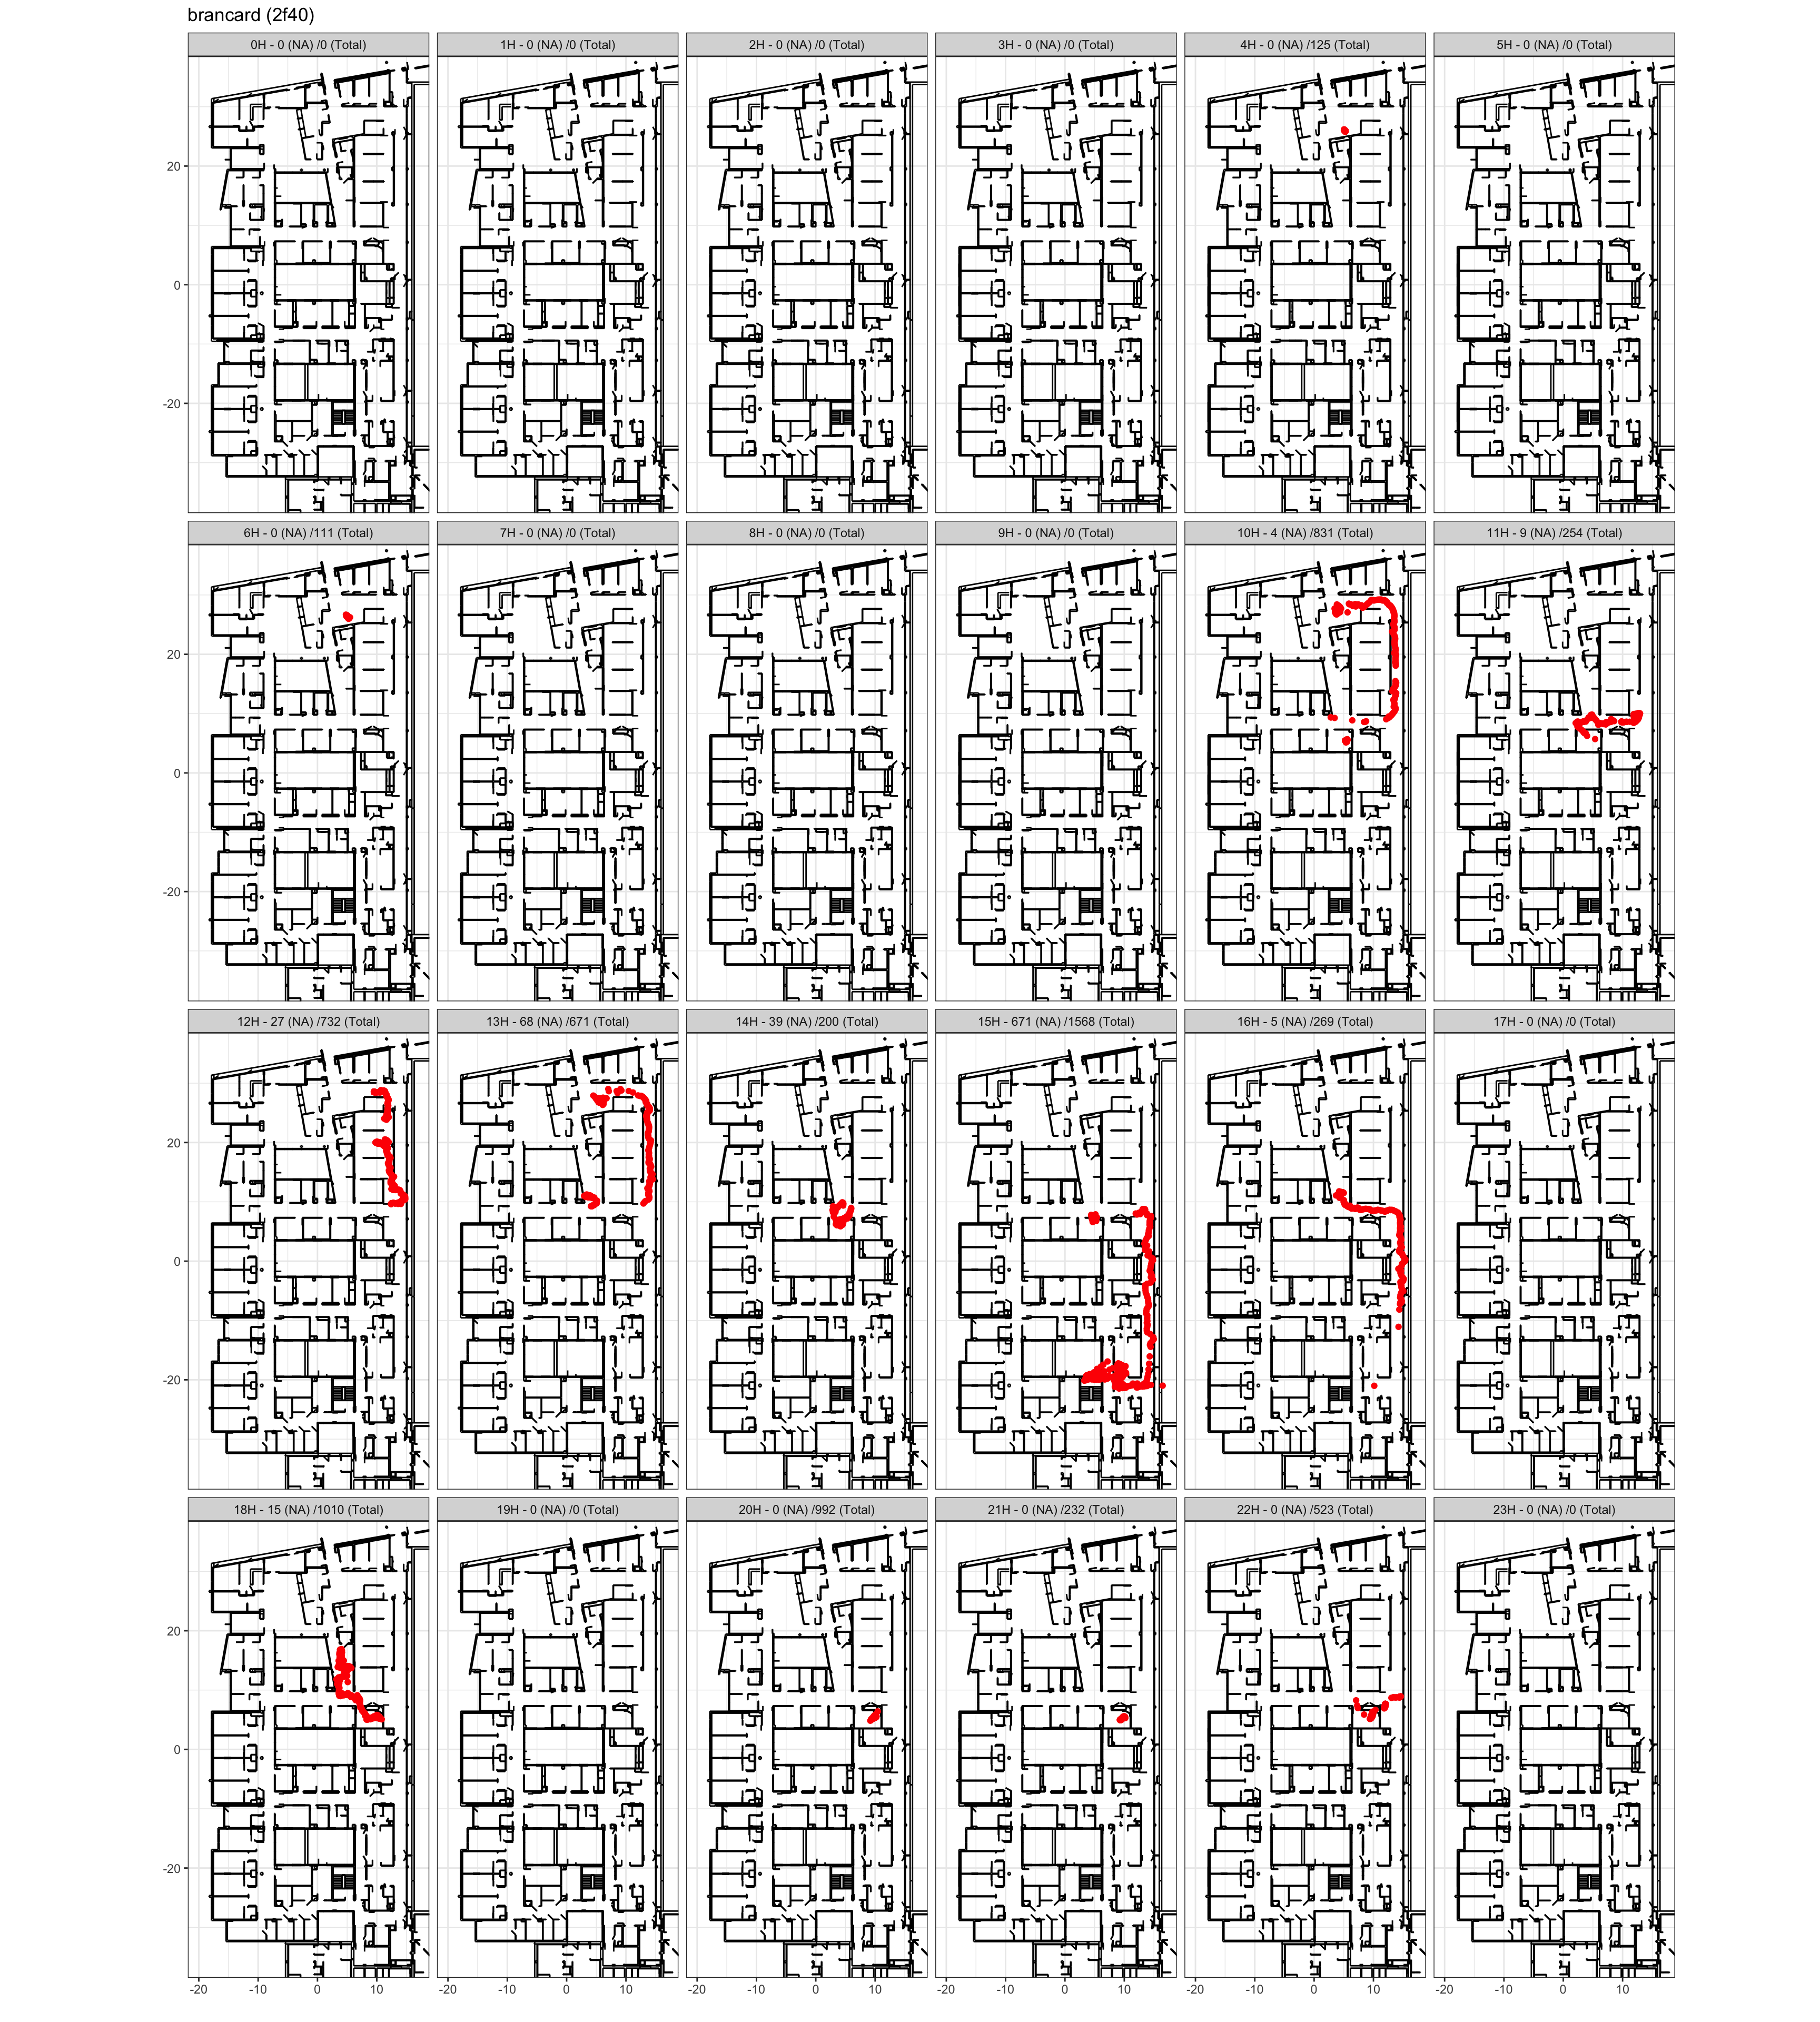 brancard (2f40)
0H - 0 (NA) /0 (Total)
1H - 0 (NA) /0 (Total)
2H - 0 (NA) /0 (Total)
3H - 0 (NA) /0 (Total)
4H - 0 (NA) /125 (Total)
5H - 0 (NA) /0 (Total)
20
0
-20
6H - 0 (NA) /111 (Total)
7H - 0 (NA) /0 (Total)
8H - 0 (NA) /0 (Total)
9H - 0 (NA) /0 (Total)
10H - 4 (NA) /831 (Total)
11H - 9 (NA) /254 (Total)
20
0
-20
12H - 27 (NA) /732 (Total)
13H - 68 (NA) /671 (Total)
14H - 39 (NA) /200 (Total)
15H - 671 (NA) /1568 (Total)
16H - 5 (NA) /269 (Total)
17H - 0 (NA) /0 (Total)
20
0
-20
18H - 15 (NA) /1010 (Total)
19H - 0 (NA) /0 (Total)
20H - 0 (NA) /992 (Total)
21H - 0 (NA) /232 (Total)
22H - 0 (NA) /523 (Total)
23H - 0 (NA) /0 (Total)
20
0
-20
-20 -10 0 10
-20 -10 0 10
-20 -10 0 10
-20 -10 0 10
-20 -10 0 10
-20 -10 0 10